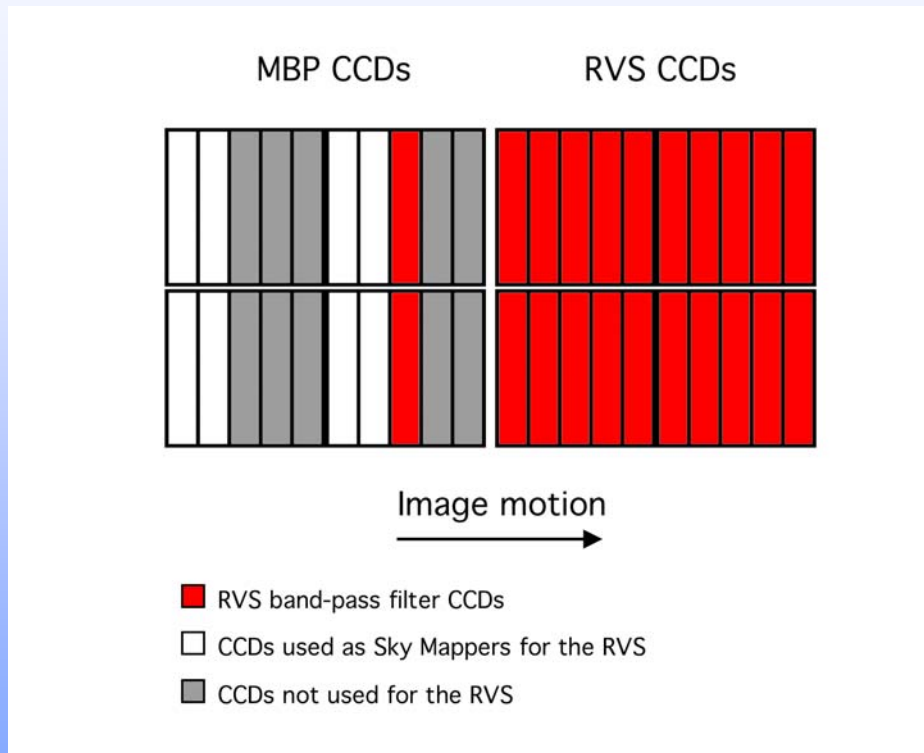 MBP CCDs
RVS CCDs
Image motion
RVS band-pass filter CCDs
CCDs used as Sky Mappers for the RVS
CCDs not used for the RVS